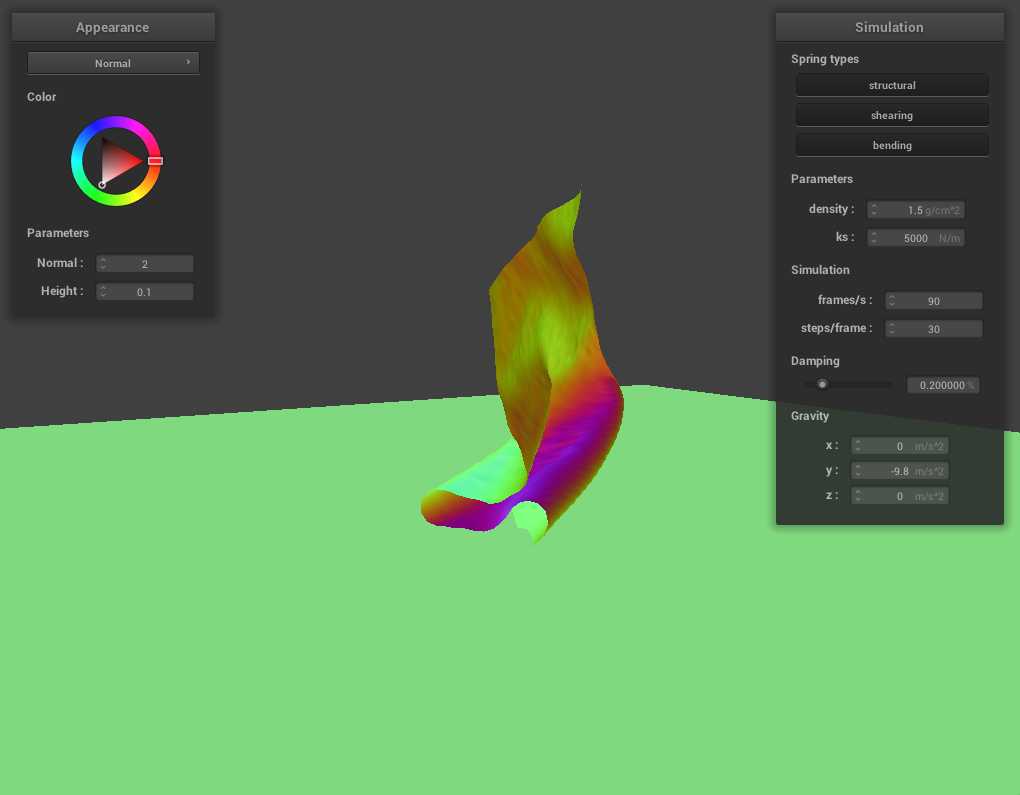 Appearance
Normal ›
Color
Parameters
Normal : 2
Height : 0.1
Simulation
Spring types
structural
shearing
bending
Parameters
density : 1.5 g/cm^2
ks : 5000 N/m
Simulation
frames/s : 90
steps/frame : 30
Damping
0.200000 %
Gravity
x : 0 m/s^2
y : -9.8 m/s^2
z : 0 m/s^2